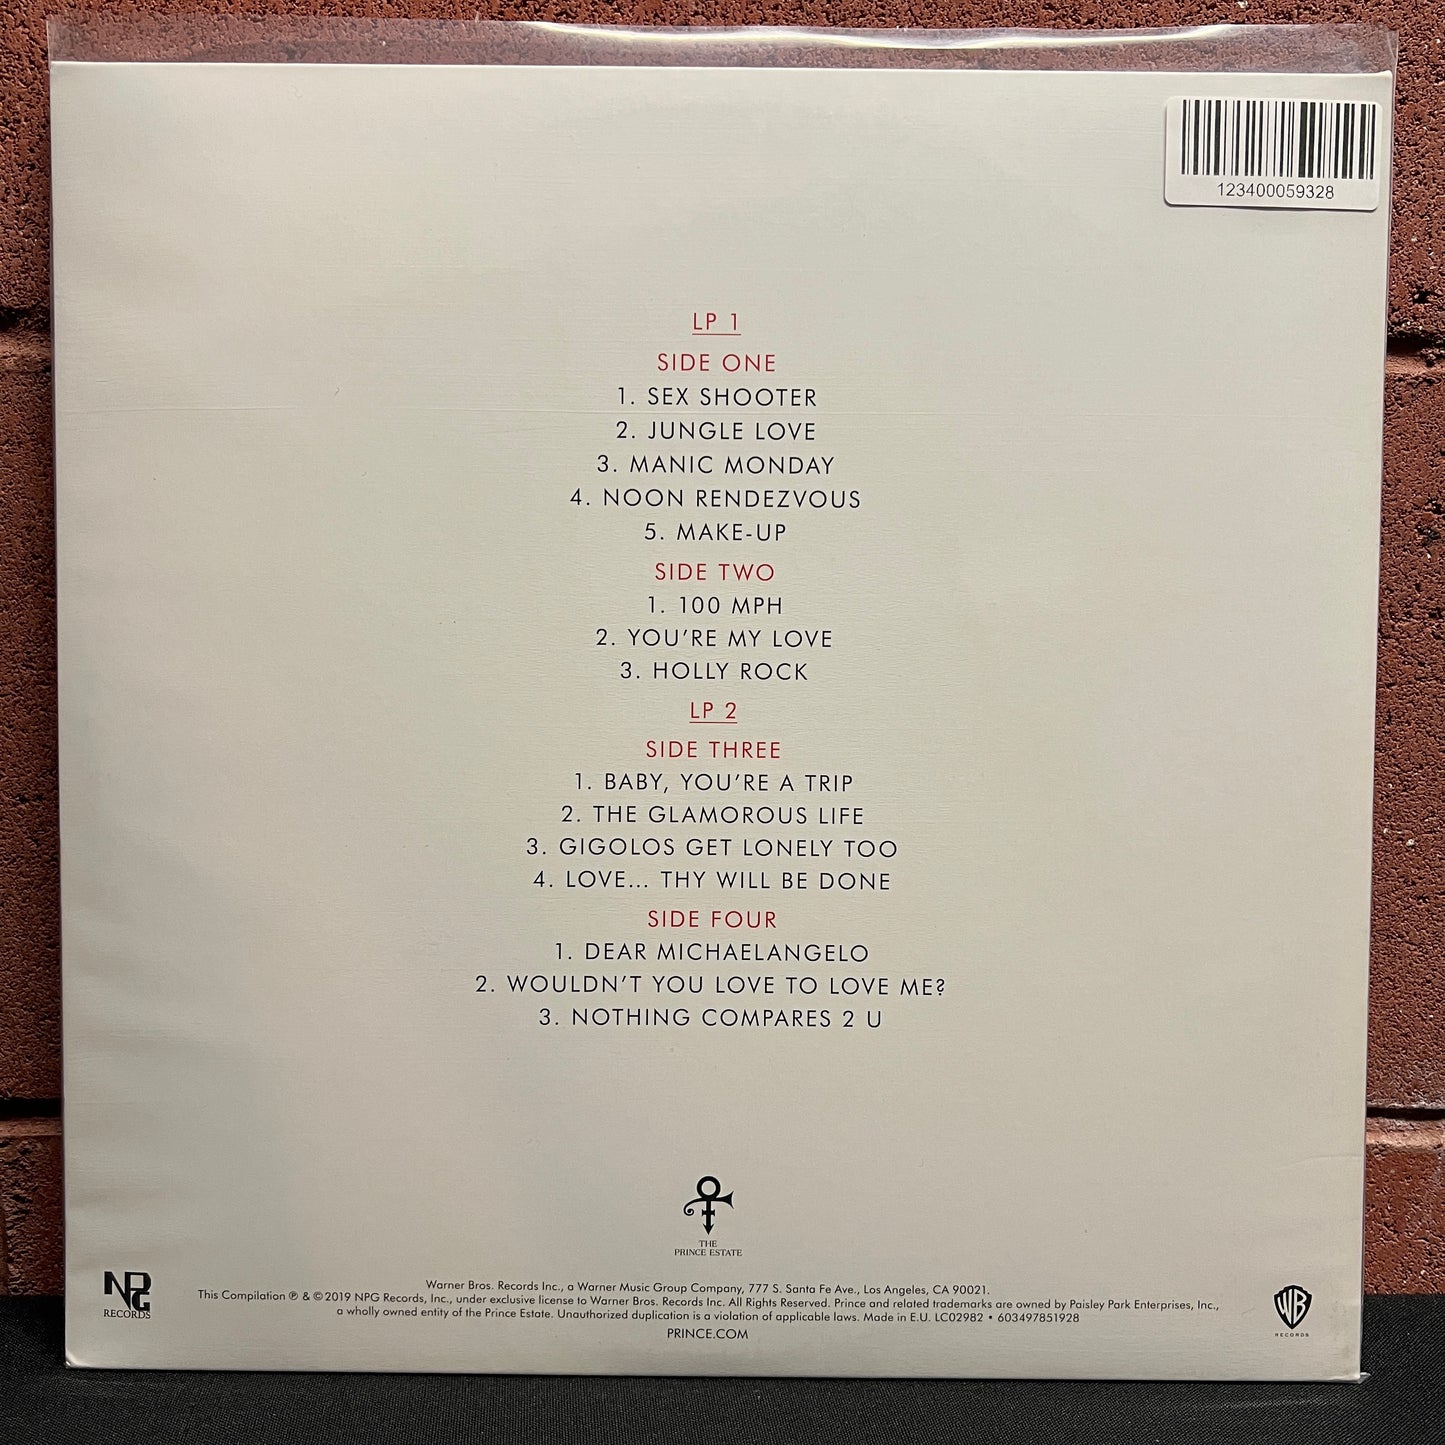 123400059328
LP 1
SIDE ONE
1. SEX SHOOTER
2. JUNGLE LOVE
3. MANIC MONDAY
4. NOON RENDEZVOUS
5. MAKE-UP
SIDE TWO
1. 100 MPH
2. YOU'RE MY LOVE
3. HOLLY ROCK
LP 2
SIDE THREE
1. BABY, YOU'RE A TRIP
2. THE GLAMOROUS LIFE
3. GIGOLOS GET LONELY TOO
4. LOVE... THY WILL BE DONE
SIDE FOUR
1. DEAR MICHAELANGELO
2. WOULDN'T YOU LOVE TO LOVE ME?
3. NOTHING COMPARES 2 U
THE
PRINCE ESTATE
NPG
RECORDS
Warner Bros. Records Inc., a Warner Music Group Company, 777 S. Santa Fe Ave., Los Angeles, CA 90021.
This Compilation ℗ & © 2019 NPG Records, Inc., under exclusive license to Warner Bros. Records Inc. All Rights Reserved. Prince and related trademarks are owned by Paisley Park Enterprises, Inc.,
a wholly owned entity of the Prince Estate. Unauthorized duplication is a violation of applicable laws. Made in E.U. LC02982 • 603497851928
PRINCE.COM
WB
RECORDS